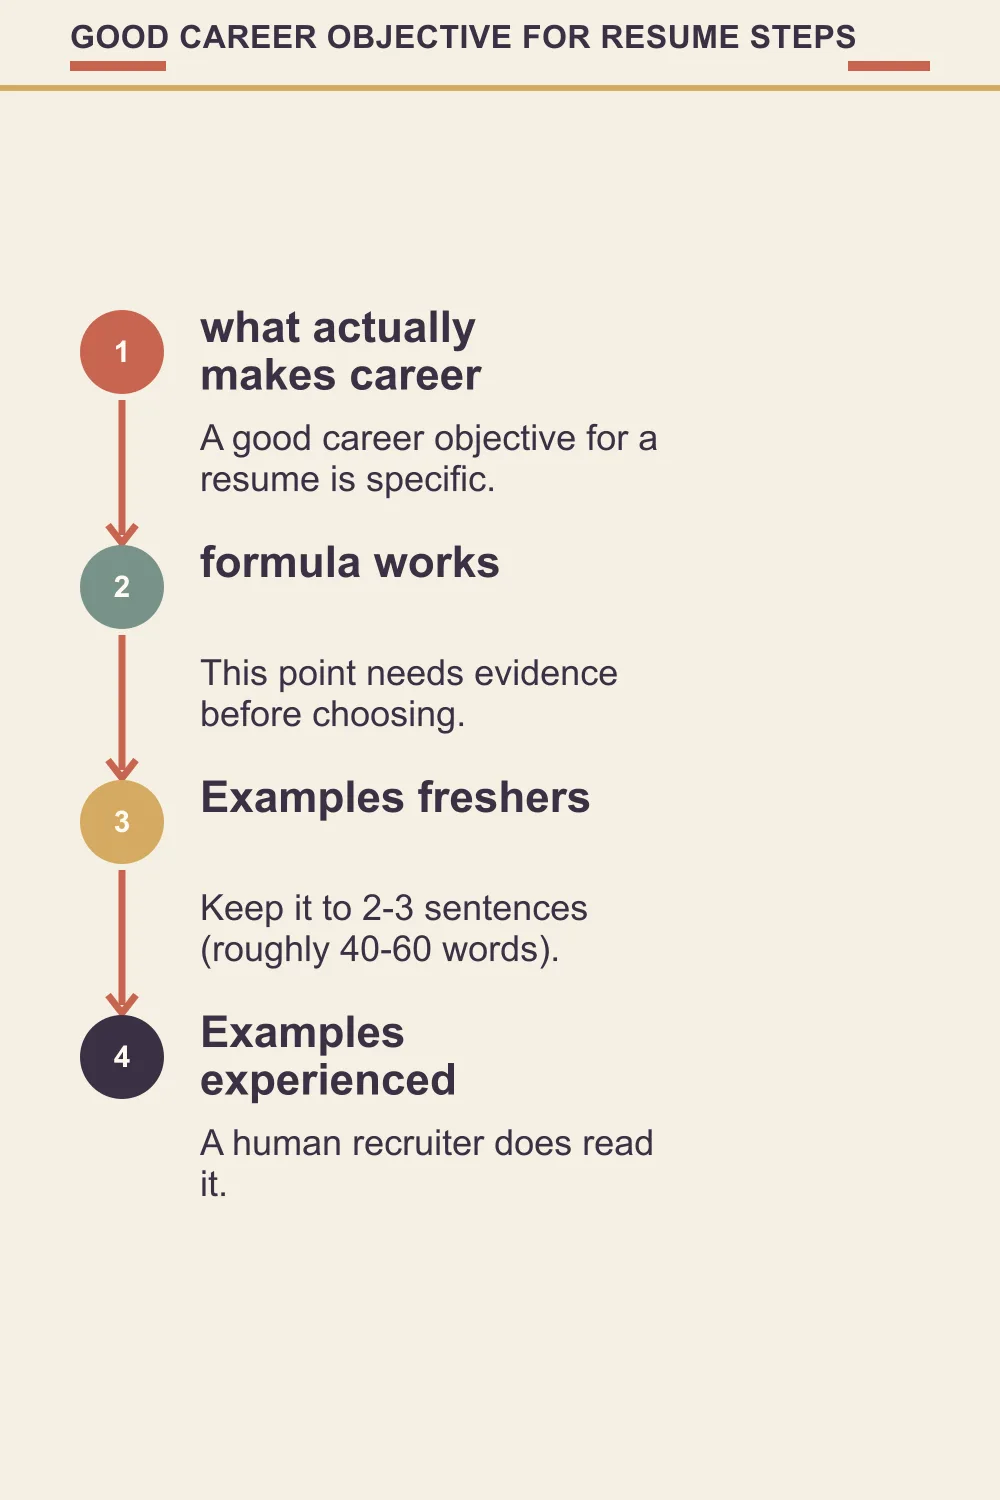 GOOD CAREER OBJECTIVE FOR RESUME STEPS
1
what actually
makes career
A good career objective for a
resume is specific.
2
formula works
This point needs evidence
before choosing.
3
Examples freshers
Keep it to 2-3 sentences
(roughly 40-60 words).
4
Examples
experienced
A human recruiter does read
it.